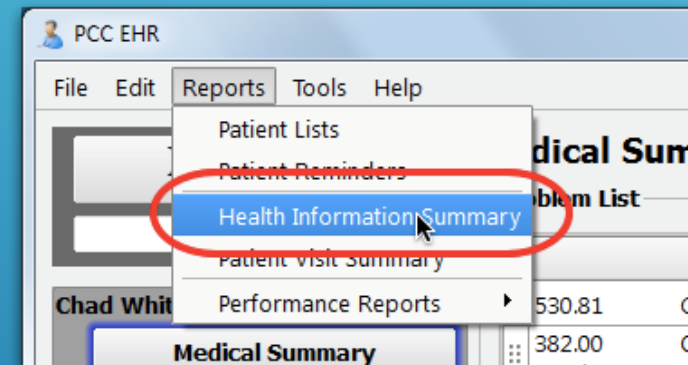 PCC EHR
File Edit Reports Tools Help
Patient Lists
Patient Reminders
Health Information Summary
Patient Visit Summary
Performance Reports
dical Sum
blem List
530.81
382.00
Chad Whit
Medical Summary